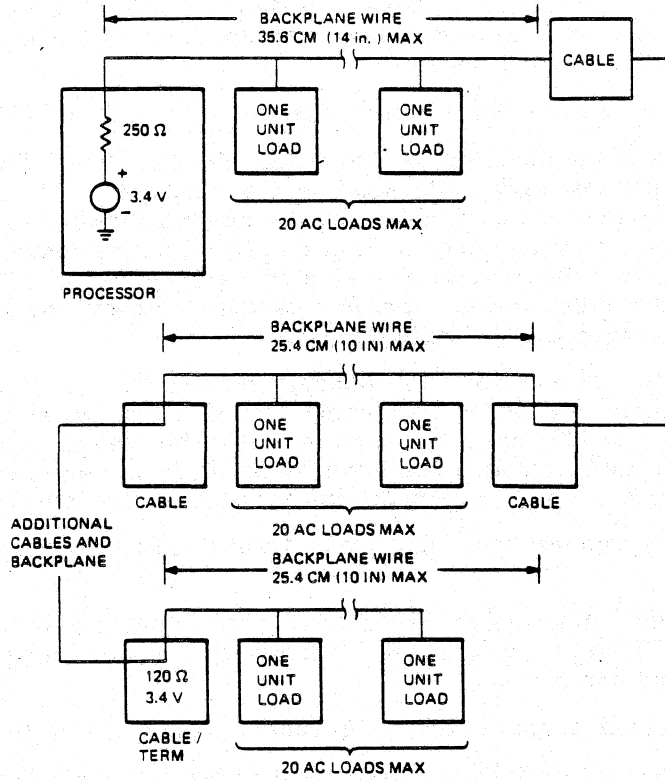 BACKPLANE WIRE
35.6 CM (14 in.) MAX
CABLE
ONE
UNIT
LOAD
ONE
UNIT
LOAD
250 Ω
+
3.4 V
−
20 AC LOADS MAX
PROCESSOR
BACKPLANE WIRE
25.4 CM (10 IN) MAX
ONE
UNIT
LOAD
ONE
UNIT
LOAD
CABLE
CABLE
20 AC LOADS MAX
ADDITIONAL
CABLES AND
BACKPLANE
BACKPLANE WIRE
25.4 CM (10 IN) MAX
120 Ω
3.4 V
ONE
UNIT
LOAD
ONE
UNIT
LOAD
CABLE /
TERM
20 AC LOADS MAX